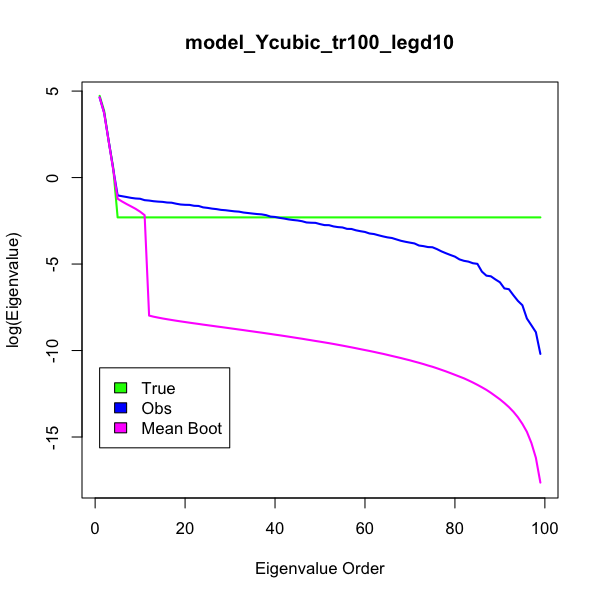 model_Ycubic_tr100_legd10
log(Eigenvalue)
5
0
-5
-10
-15
True
Obs
Mean Boot
0 20 40 60 80 100
Eigenvalue Order